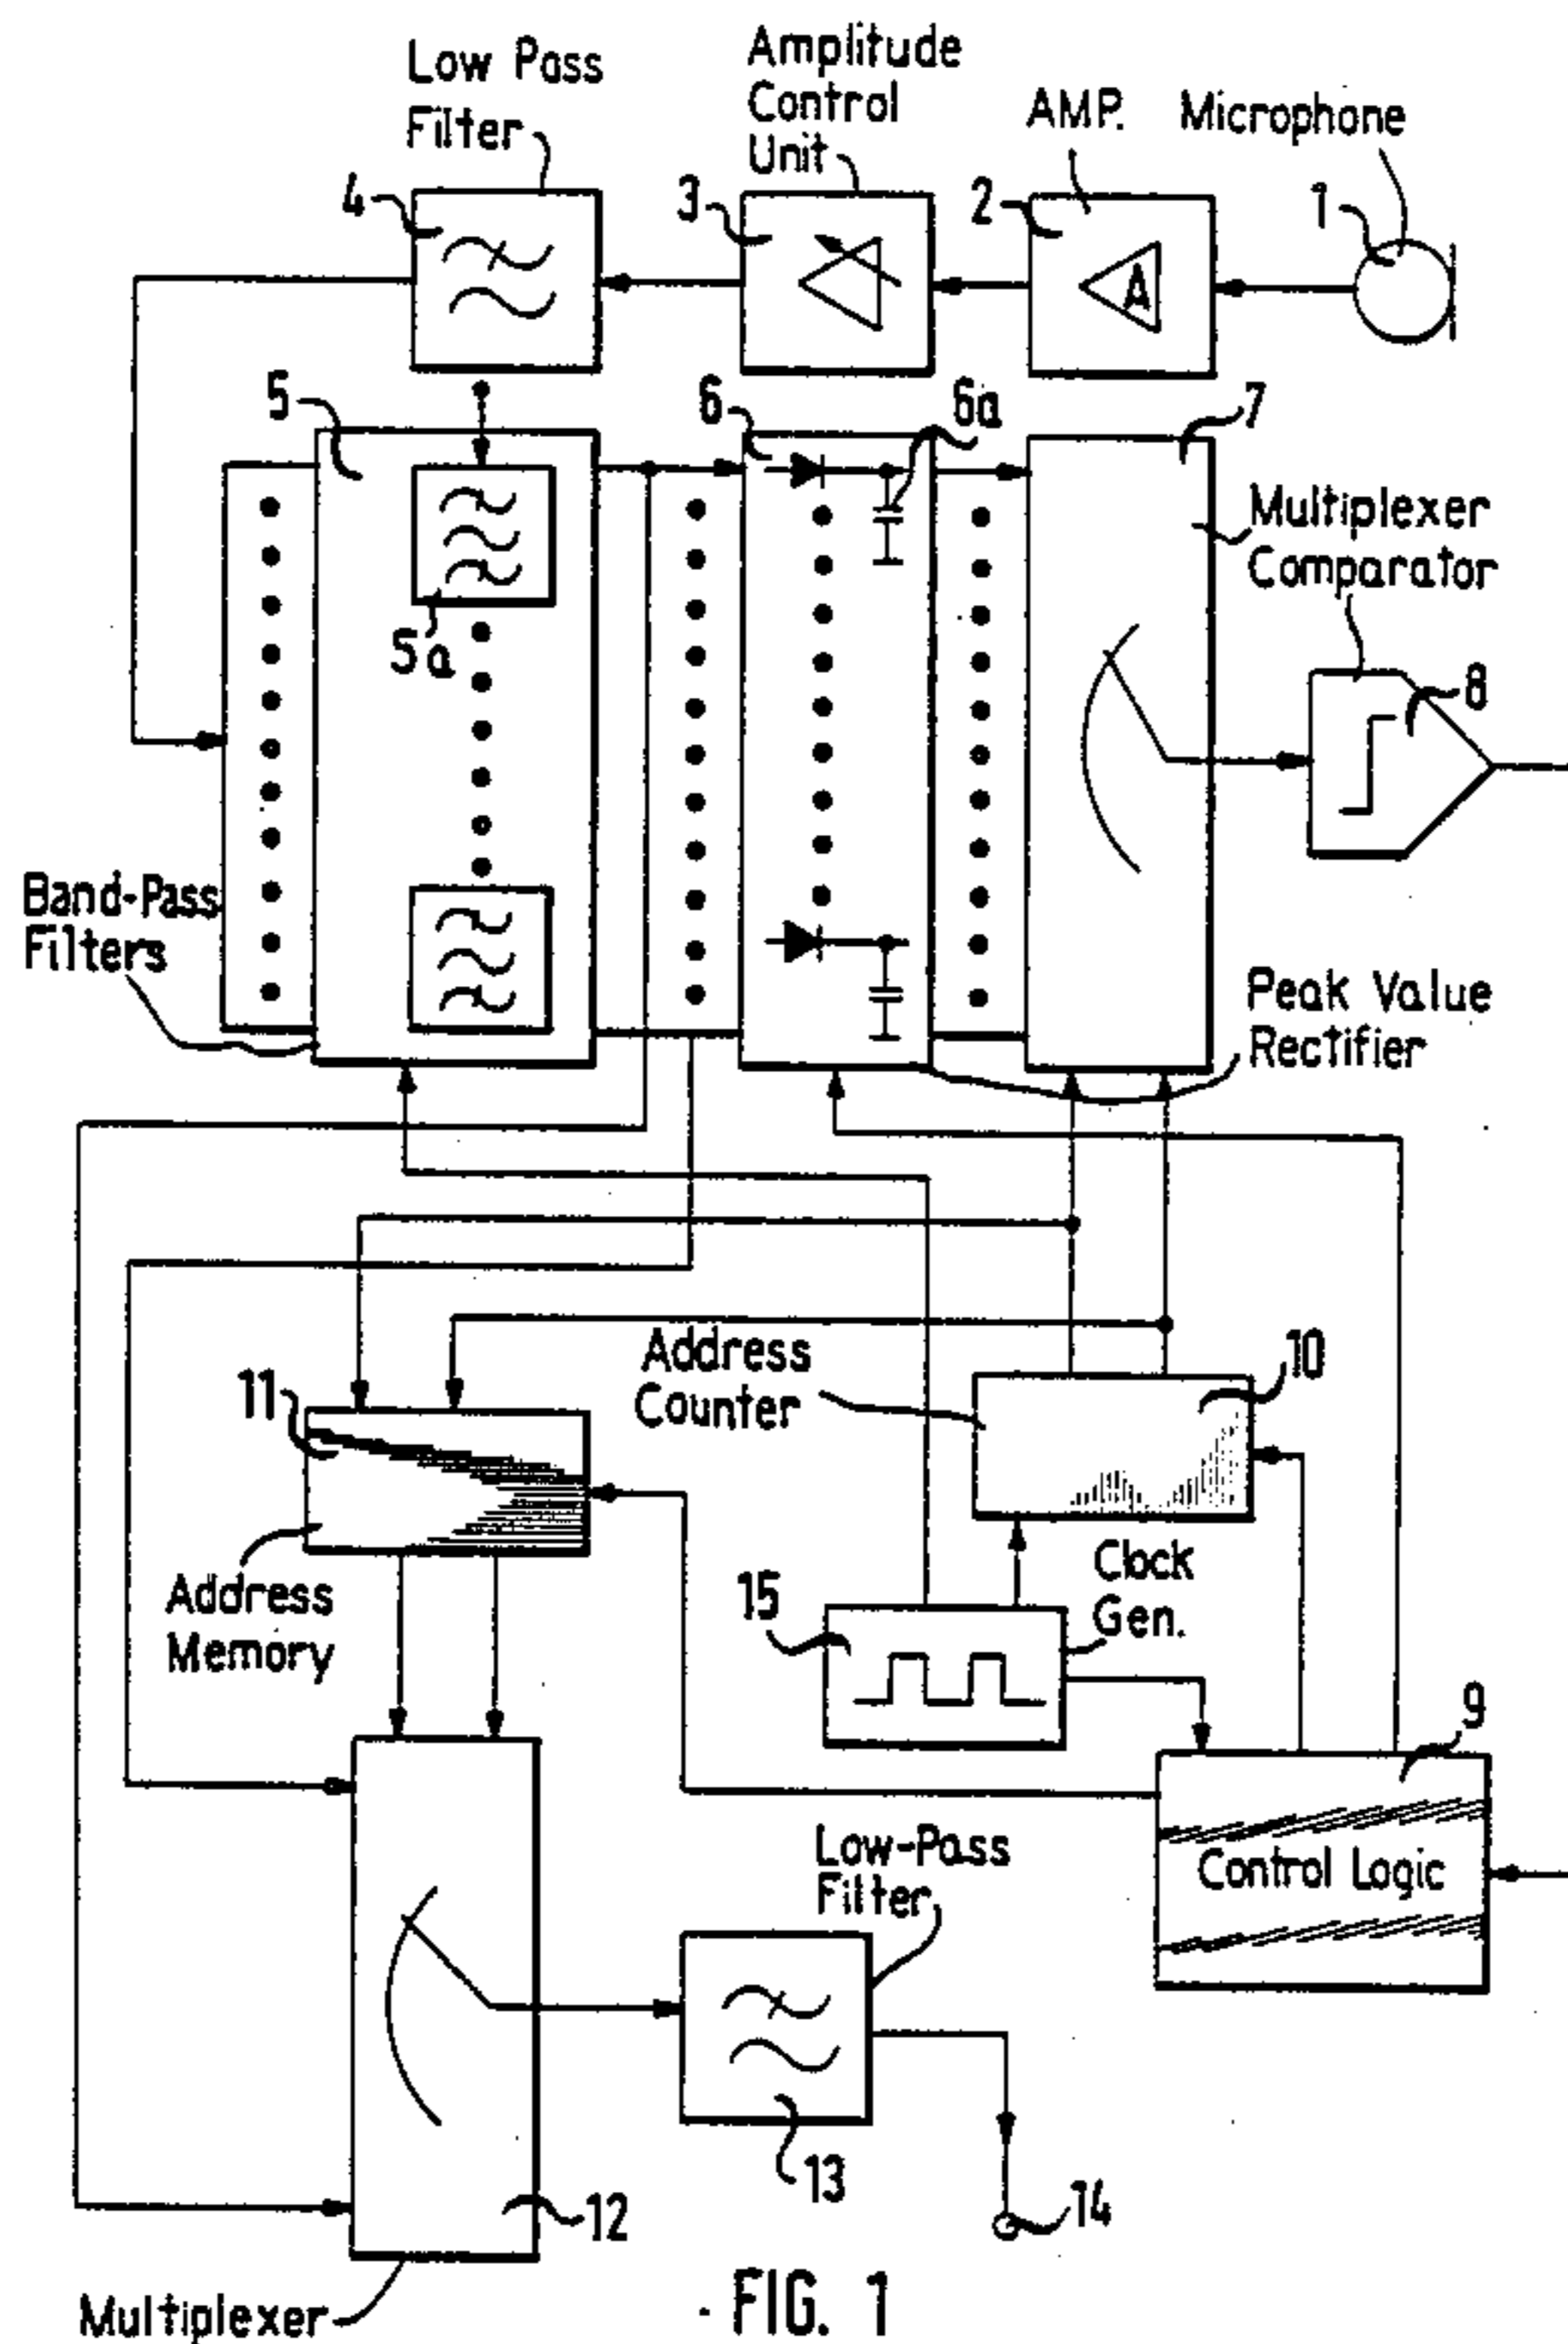 Low Pass
Filter
Amplitude
Control
Unit
AMP.
Microphone
4
3
2
1
A
5
6
6a
7
5a
Multiplexer
Comparator
8
Band-Pass
Filters
Peak Value
Rectifier
Address
Counter
10
11
Address
Memory
15
Clock
Gen.
9
Control Logic
Low-Pass
Filter
13
14
12
Multiplexer
FIG. 1